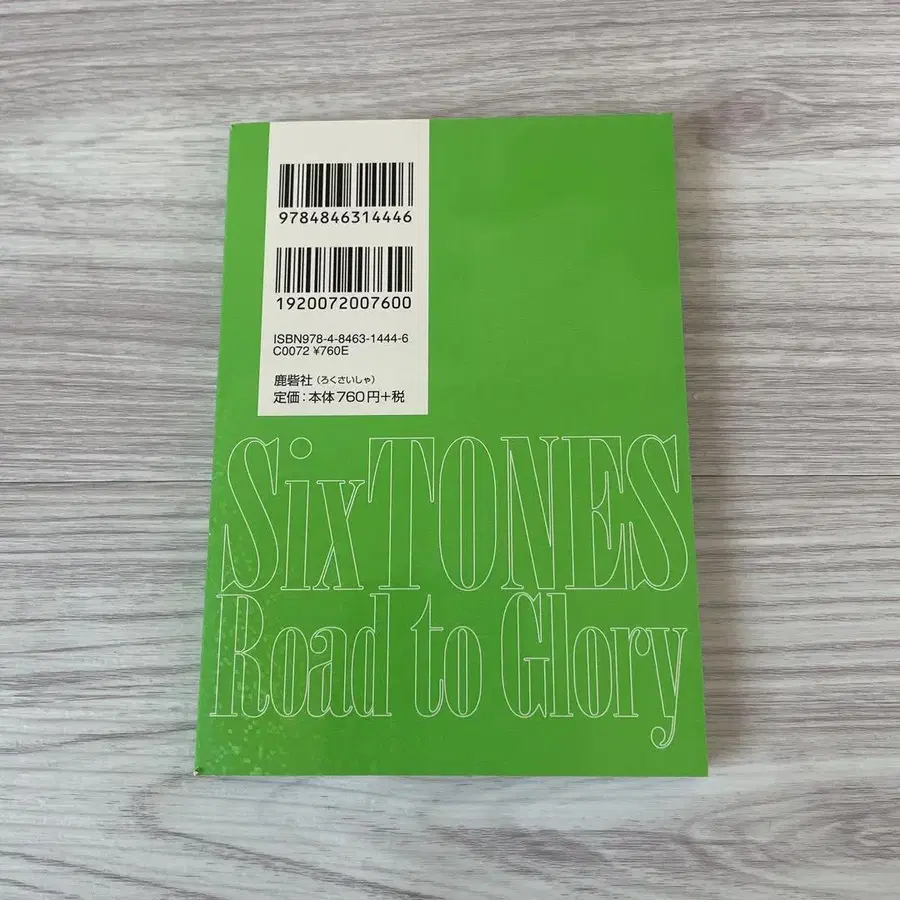 9784846314446
1920072007600
ISBN978-4-8463-1444-6
C0072 ¥760E
鹿砦社（ろくさいしゃ）
定価：本体760円+税
SixTONES
Road to Glory